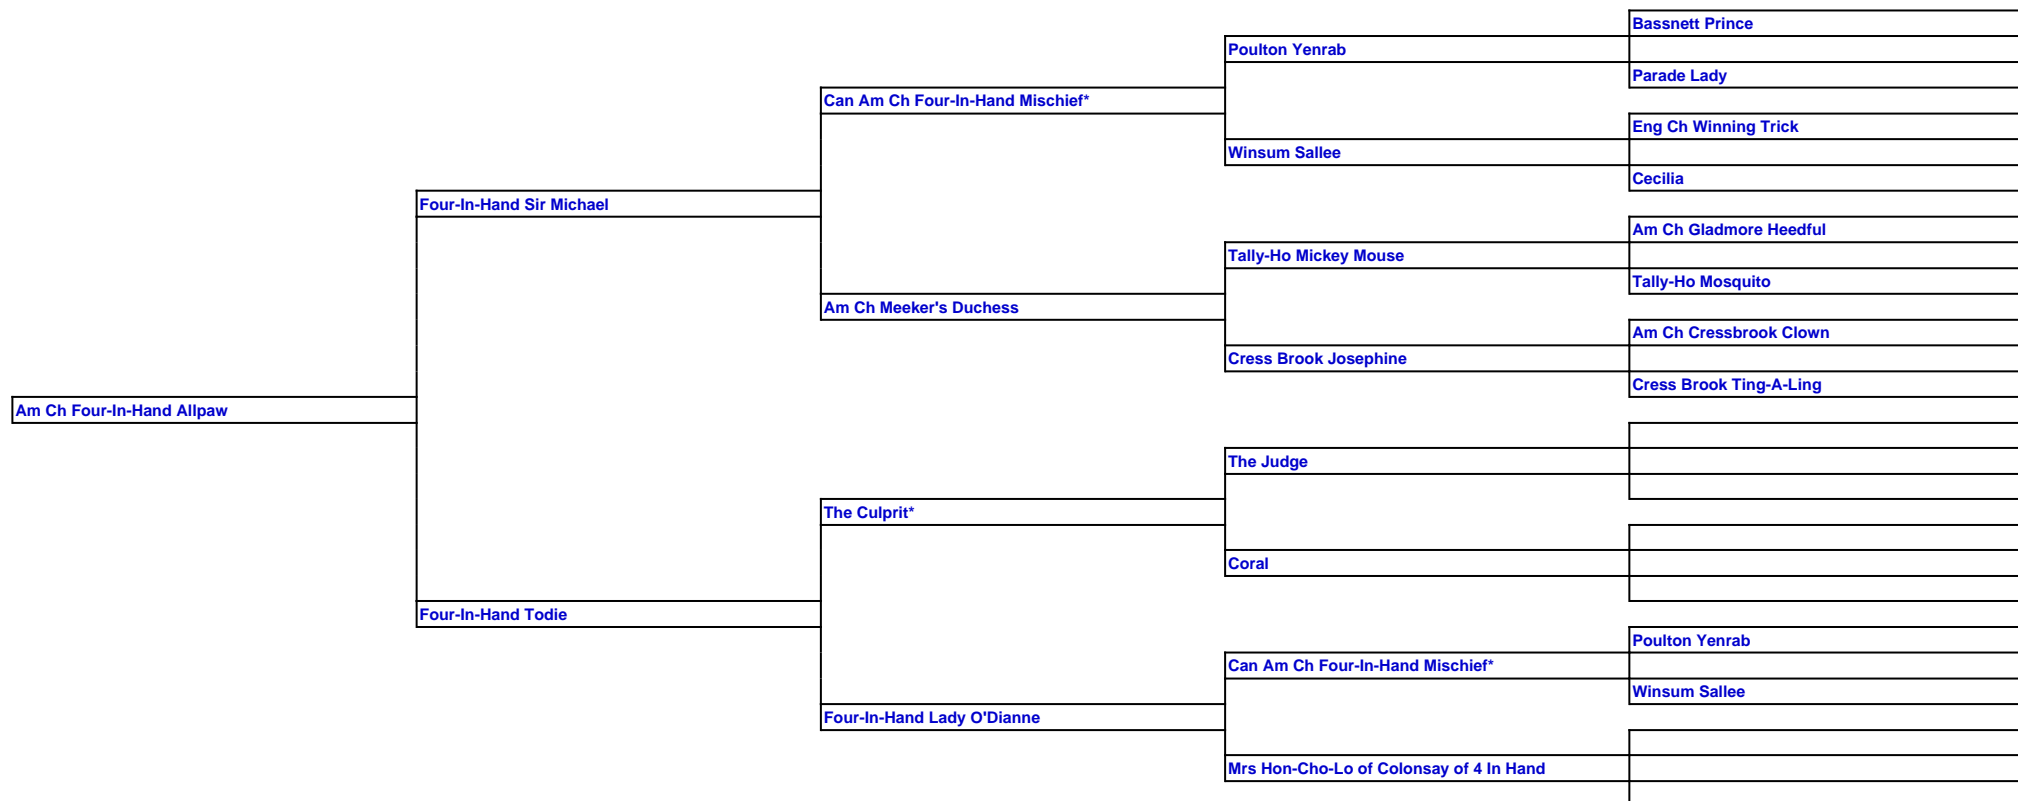 Bassnett Prince
Poulton Yenrab
Parade Lady
Can Am Ch Four-In-Hand Mischief*
Eng Ch Winning Trick
Winsum Sallee
Cecilia
Four-In-Hand Sir Michael
Am Ch Gladmore Heedful
Tally-Ho Mickey Mouse
Tally-Ho Mosquito
Am Ch Meeker's Duchess
Am Ch Cressbrook Clown
Cress Brook Josephine
Cress Brook Ting-A-Ling
Am Ch Four-In-Hand Allpaw
The Judge
The Culprit*
Coral
Four-In-Hand Todie
Poulton Yenrab
Can Am Ch Four-In-Hand Mischief*
Winsum Sallee
Four-In-Hand Lady O'Dianne
Mrs Hon-Cho-Lo of Colonsay of 4 In Hand